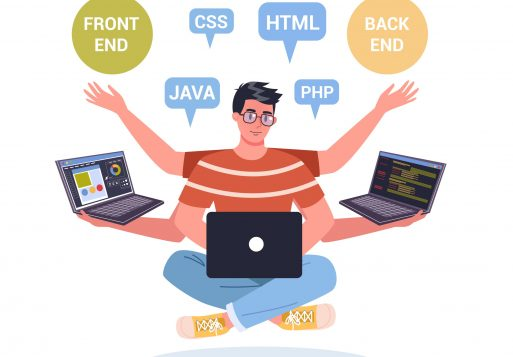 FRONT
END
CSS
HTML
BACK
END
JAVA
PHP